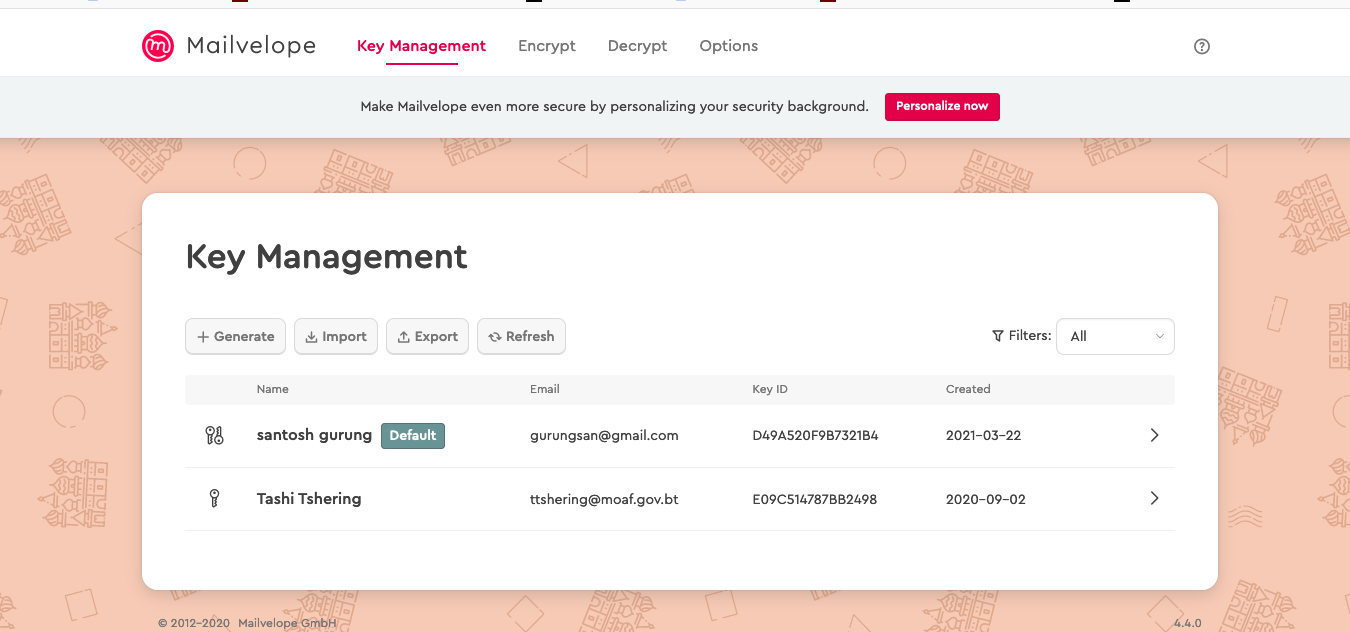 Mailvelope Key Management Encrypt Decrypt Options
Make Mailvelope even more secure by personalizing your security background. Personalize now
Key Management
Generate Import Export Refresh Filters: All
Name Email Key ID Created
santosh gurung Default gurungsan@gmail.com D49A520F9B7321B4 2021-03-22
Tashi Tshering ttshering@moaf.gov.bt E09C514787BB2498 2020-09-02
© 2012-2020 Mailvelope GmbH 4.4.0